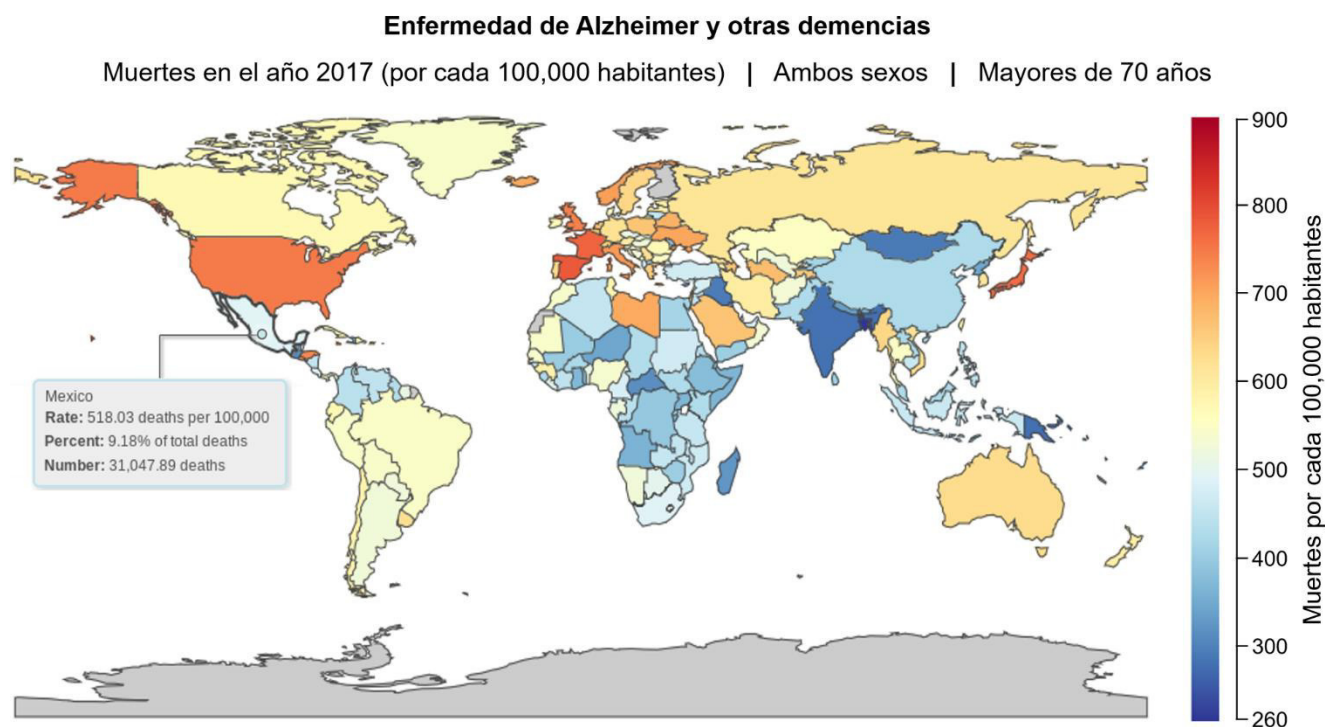 Enfermedad de Alzheimer y otras demencias
Muertes en el año 2017 (por cada 100,000 habitantes) | Ambos sexos | Mayores de 70 años
Mexico
Rate: 518.03 deaths per 100,000
Percent: 9.18% of total deaths
Number: 31,047.89 deaths
900
800
700
600
500
400
300
260
Muertes por cada 100,000 habitantes